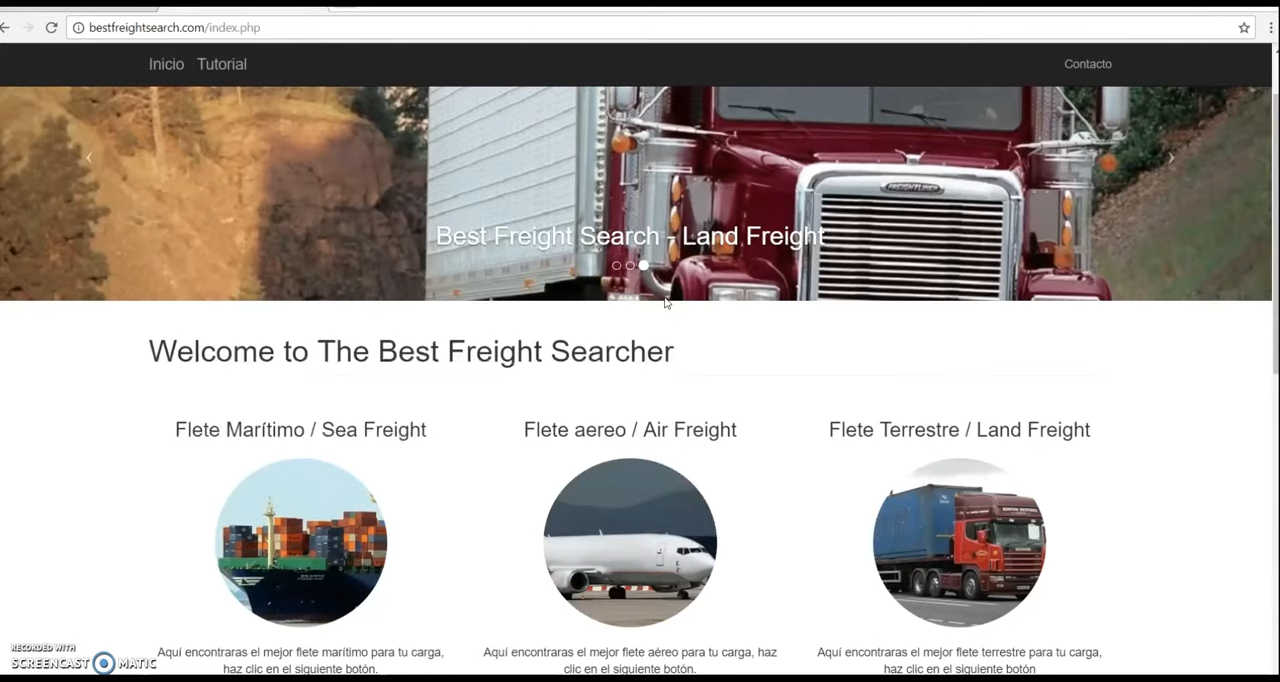 bestfreightsearch.com/index.php
Inicio Tutorial Contacto
FREIGHTLINER
Best Freight Search - Land Freight
Welcome to The Best Freight Searcher
Flete Marítimo / Sea Freight
Flete aereo / Air Freight
Flete Terrestre / Land Freight
Aquí encontraras el mejor flete marítimo para tu carga,
haz clic en el siguiente botón.
Aquí encontraras el mejor flete aéreo para tu carga, haz
clic en el siguiente botón.
Aquí encontraras el mejor flete terrestre para tu carga,
haz clic en el siguiente botón
RECORDED WITH
SCREENCAST MATIC